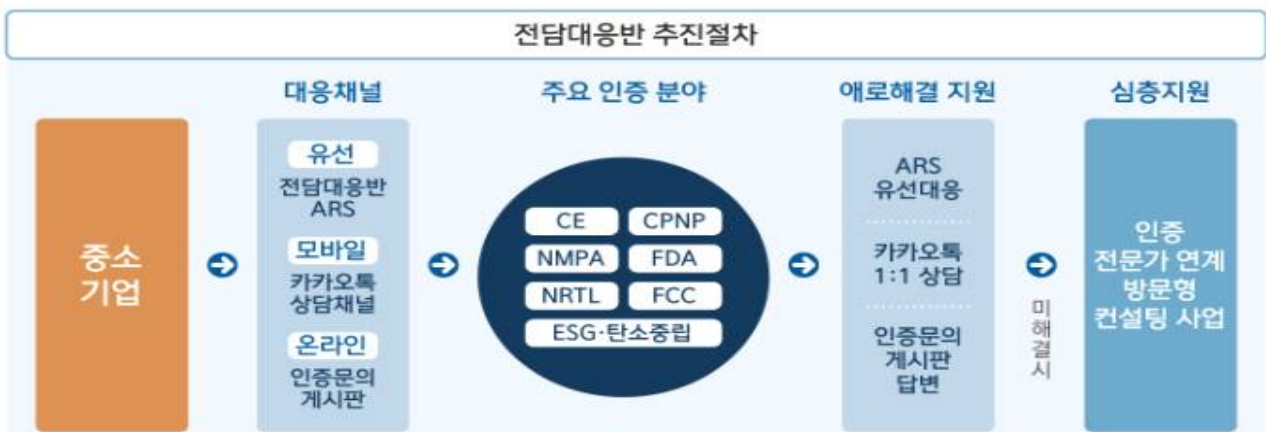 전담대응반 추진절차
대응채널
주요 인증 분야
애로해결 지원
심층지원
중소
기업
유선
전담대응반
ARS
모바일
카카오톡
상담채널
온라인
인증문의
게시판
CE
CPNP
NMPA
FDA
NRTL
FCC
ESG·탄소중립
ARS
유선대응
카카오톡
1:1 상담
인증문의
게시판
답변
미해결시
인증
전문가 연계
방문형
컨설팅 사업